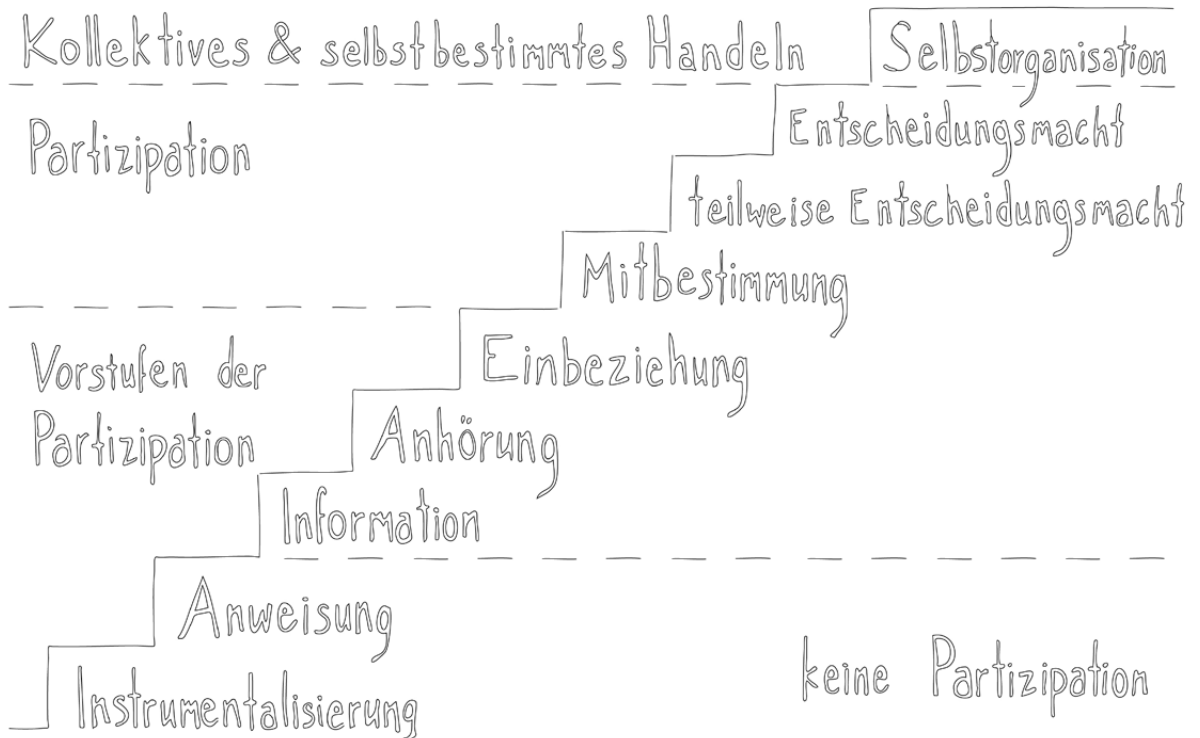 Kollektives & selbstbestimmtes Handeln
Selbstorganisation
Partizipation
Entscheidungsmacht
teilweise Entscheidungsmacht
Mitbestimmung
Vorstufen der
Partizipation
Einbeziehung
Anhörung
Information
Anweisung
Instrumentalisierung
keine Partizipation